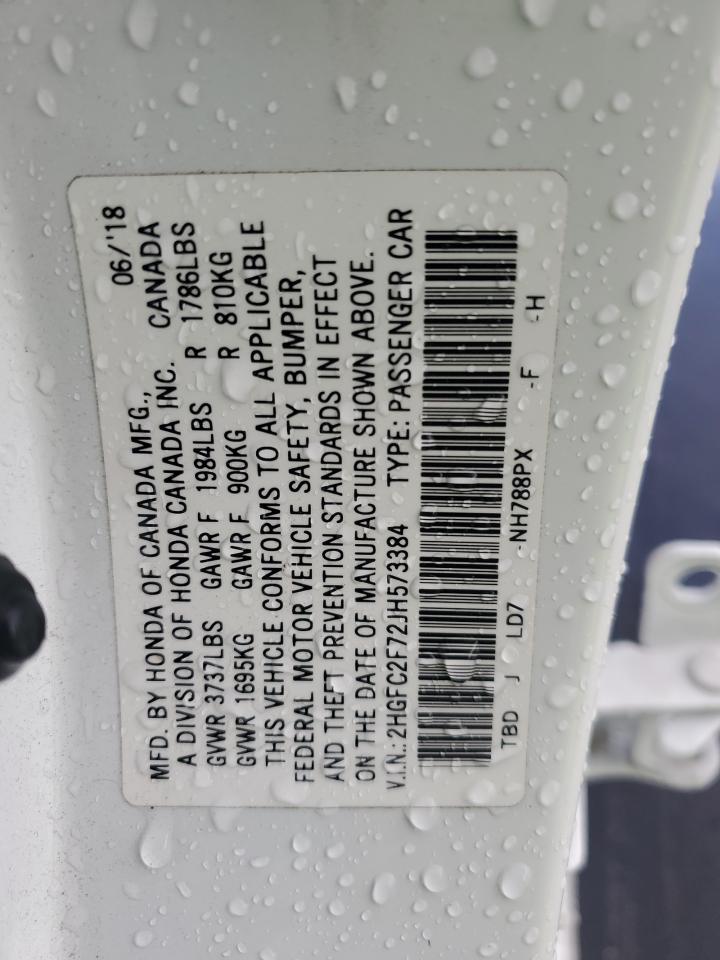 MFD. BY HONDA OF CANADA MFG., 06/'18
A DIVISION OF HONDA CANADA INC. CANADA
GVWR 3737LBS GAWR F 1984LBS R 1786LBS
GVWR 1695KG GAWR F 900KG R 810KG
THIS VEHICLE CONFORMS TO ALL APPLICABLE
FEDERAL MOTOR VEHICLE SAFETY, BUMPER,
AND THEFT PREVENTION STANDARDS IN EFFECT
ON THE DATE OF MANUFACTURE SHOWN ABOVE.
V.I.N.: 2HGFC2F72JH573384 TYPE: PASSENGER CAR
TBD J LD7 -NH788PX -F -H